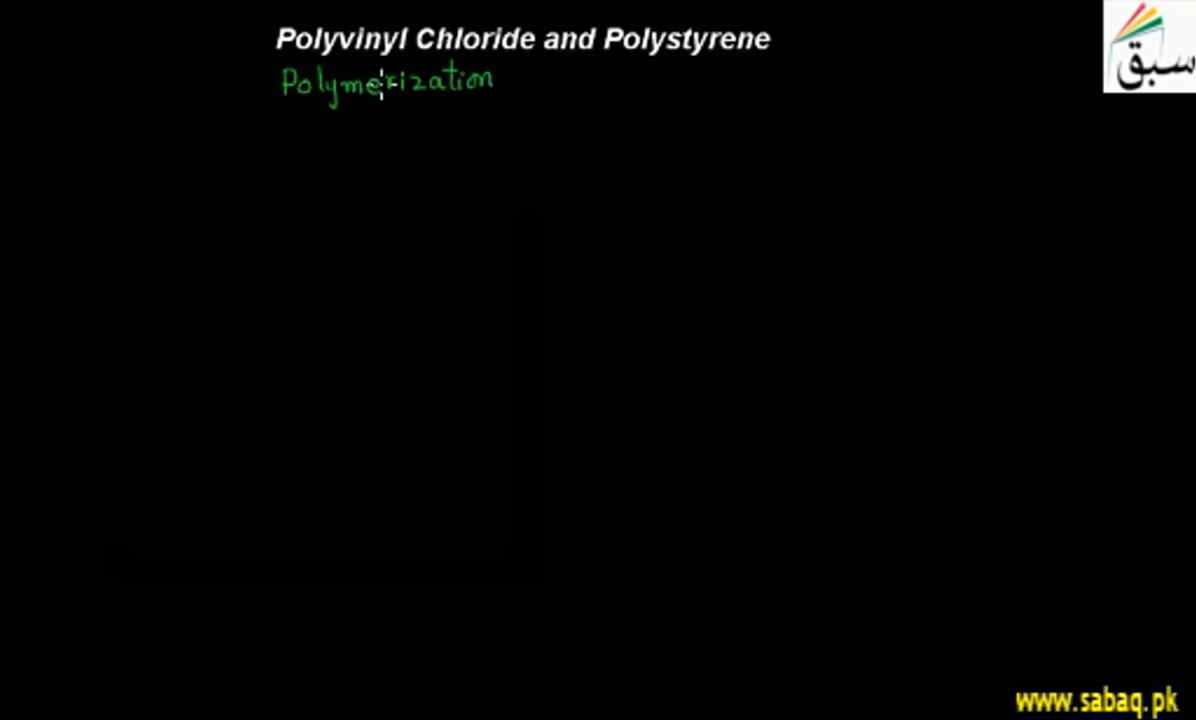 Polyvinyl Chloride and Polystyrene
Polymerization
سبق
www.sabaq.pk